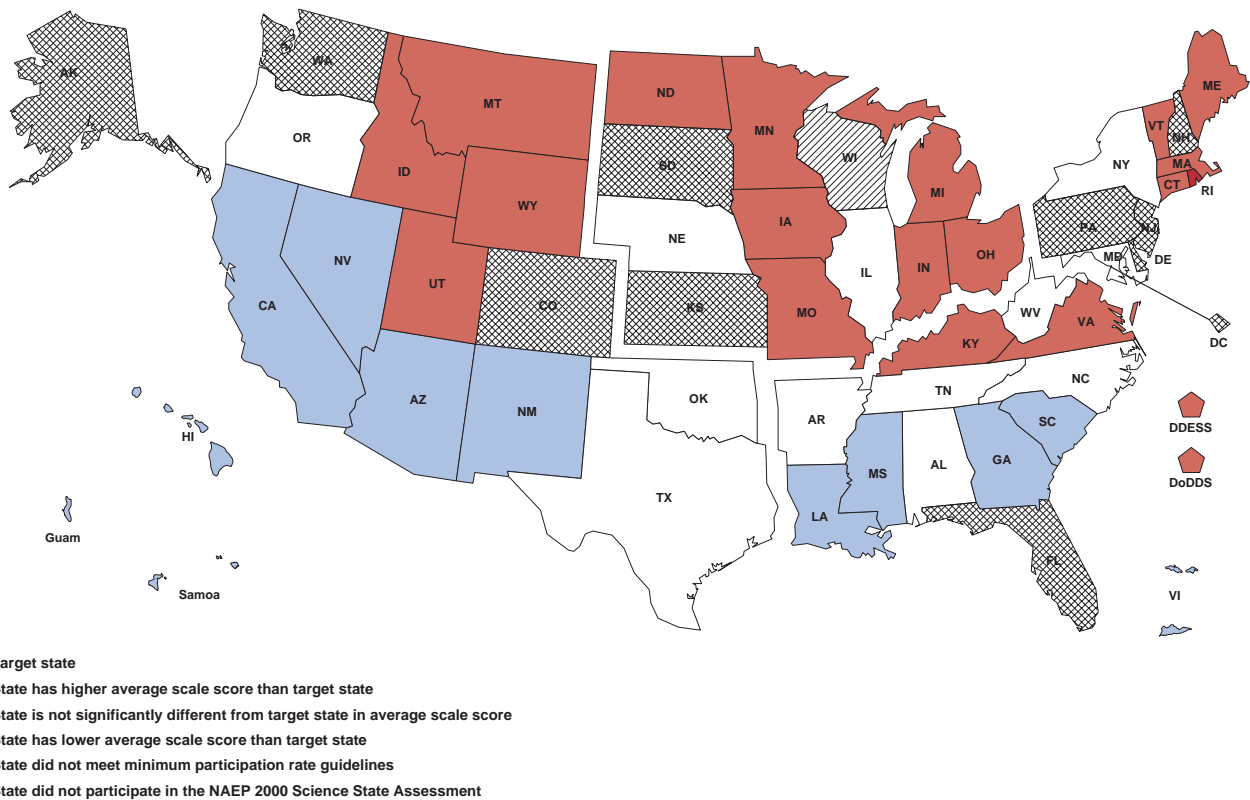 AK
WA
MT
ND
ME
MN
VT
NH
OR
WI
NY
MA
SD
ID
CT
RI
MI
WY
IA
PA
NJ
NE
OH
NV
MD
DE
IN
IL
UT
CA
CO
KS
MO
WV
VA
KY
DC
NC
TN
AZ
OK
NM
AR
SC
DDESS
HI
GA
AL
MS
DoDDS
TX
LA
Guam
FL
Samoa
VI
arget state
tate has higher average scale score than target state
tate is not significantly different from target state in average scale score
tate has lower average scale score than target state
tate did not meet minimum participation rate guidelines
tate did not participate in the NAEP 2000 Science State Assessment